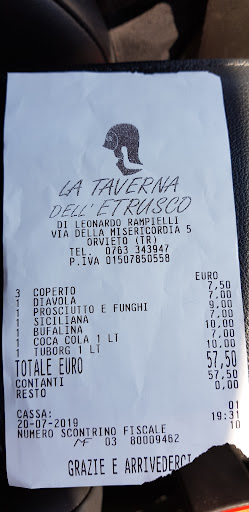 LA TAVERNA
DELL'ETRUSCO
DI LEONARDO RAMPIELLI
VIA DELLA MISERICORDIA 5
ORVIETO (TR)
TEL. 0763 343947
P.IVA 01507850558
EURO
3 COPERTO 7,50
1 DIAVOLA 7,00
1 PROSCIUTTO E FUNGHI 9,00
1 SICILIANA 7,00
1 BUFALINA 10,00
1 COCA COLA 1 LT 7,00
1 TUBORG 1 LT 10,00
TOTALE EURO 57,50
CONTANTI 57,50
RESTO 0,00
CASSA: 01
20-07-2019 19:31
NUMERO SCONTRINO FISCALE 10
MF 03 80009462
GRAZIE E ARRIVEDERCI